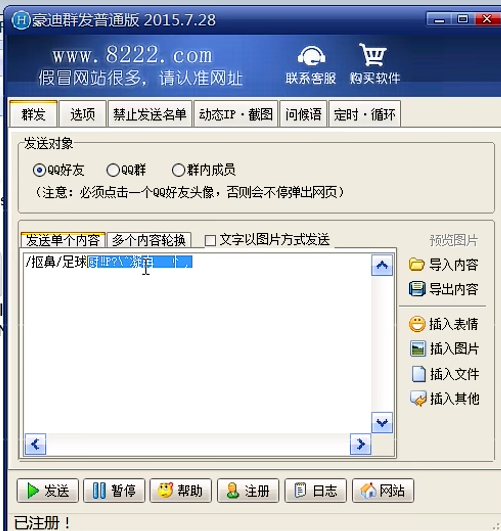 豪迪群发普通版 2015.7.28
www.8222.com
假冒网站很多，请认准网址
联系客服 购买软件
群发 选项 禁止发送名单 动态IP·截图 问候语 定时·循环
发送对象
QQ好友 QQ群 群内成员
（注意：必须点击一个QQ好友头像，否则会不停弹出网页）
发送单个内容 多个内容轮换 文字以图片方式发送
预览图片
/抠鼻/足球
导入内容
导出内容
插入表情
插入图片
插入文件
插入其他
发送 暂停 帮助 注册 日志 网站
已注册！